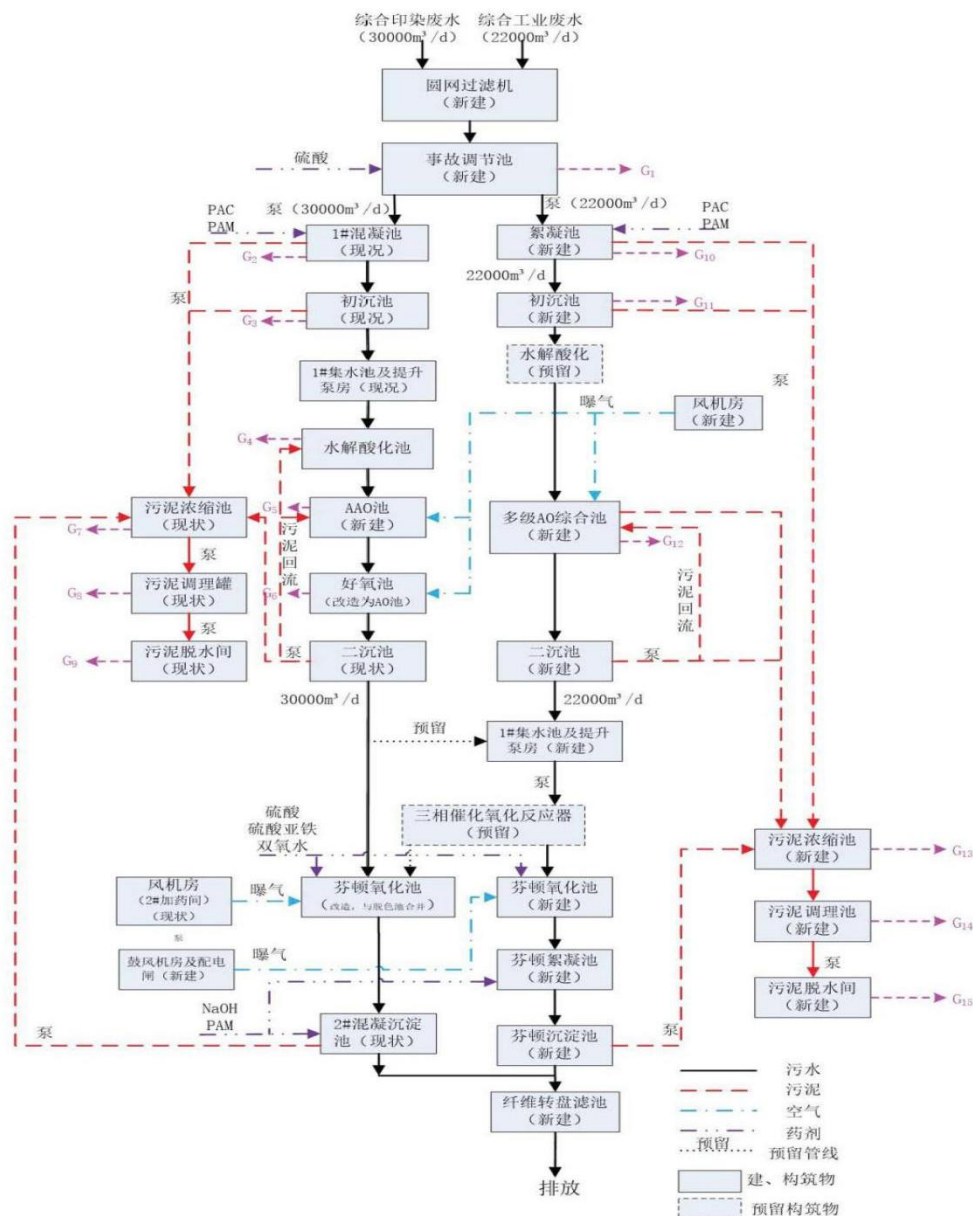 综合印染废水
（30000m³/d）
综合工业废水
（22000m³/d）
圆网过滤机
（新建）
硫酸
事故调节池
（新建）
G₁
泵（30000m³/d）
泵（22000m³/d）
PAC
PAM
1#混凝池
（现况）
G₂
絮凝池
（新建）
PAC
PAM
G₁₀
22000m³/d
泵
初沉池
（现况）
G₃
初沉池
（新建）
G₁₁
1#集水池及提升
泵房（现况）
水解酸化
（预留）
泵
曝气
风机房
（新建）
G₄
水解酸化池
污泥浓缩池
（现状）
G₇
G₅
AAO池
（新建）
多级AO综合池
（新建）
G₁₂
污泥回流
泵
污泥调理罐
（现状）
G₈
G₆
好氧池
（改造为AO池）
污泥回流
泵
污泥脱水间
（现状）
G₉
泵
二沉池
（现状）
二沉池
（新建）
泵
30000m³/d
22000m³/d
预留
1#集水池及提升
泵房（新建）
泵
硫酸
硫酸亚铁
双氧水
三相催化氧化反应器
（预留）
污泥浓缩池
（新建）
G₁₃
风机房
（2#加药间）
（现状）
曝气
芬顿氧化池
（改造，与脱色池合并）
芬顿氧化池
（新建）
污泥调理池
（新建）
G₁₄
泵
鼓风机房及配电
闸（新建）
曝气
芬顿絮凝池
（新建）
泵
污泥脱水间
（新建）
G₁₅
NaOH
PAM
泵
2#混凝沉淀
池（现状）
芬顿沉淀池
（新建）
泵
纤维转盘滤池
（新建）
排放
污水
污泥
空气
药剂
预留
预留管线
建、构筑物
预留构筑物